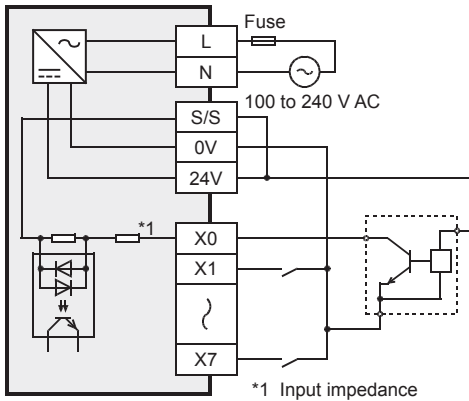 L
Fuse
N
100 to 240 V AC
S/S
0V
24V
*1
X0
X1
X7
*1 Input impedance